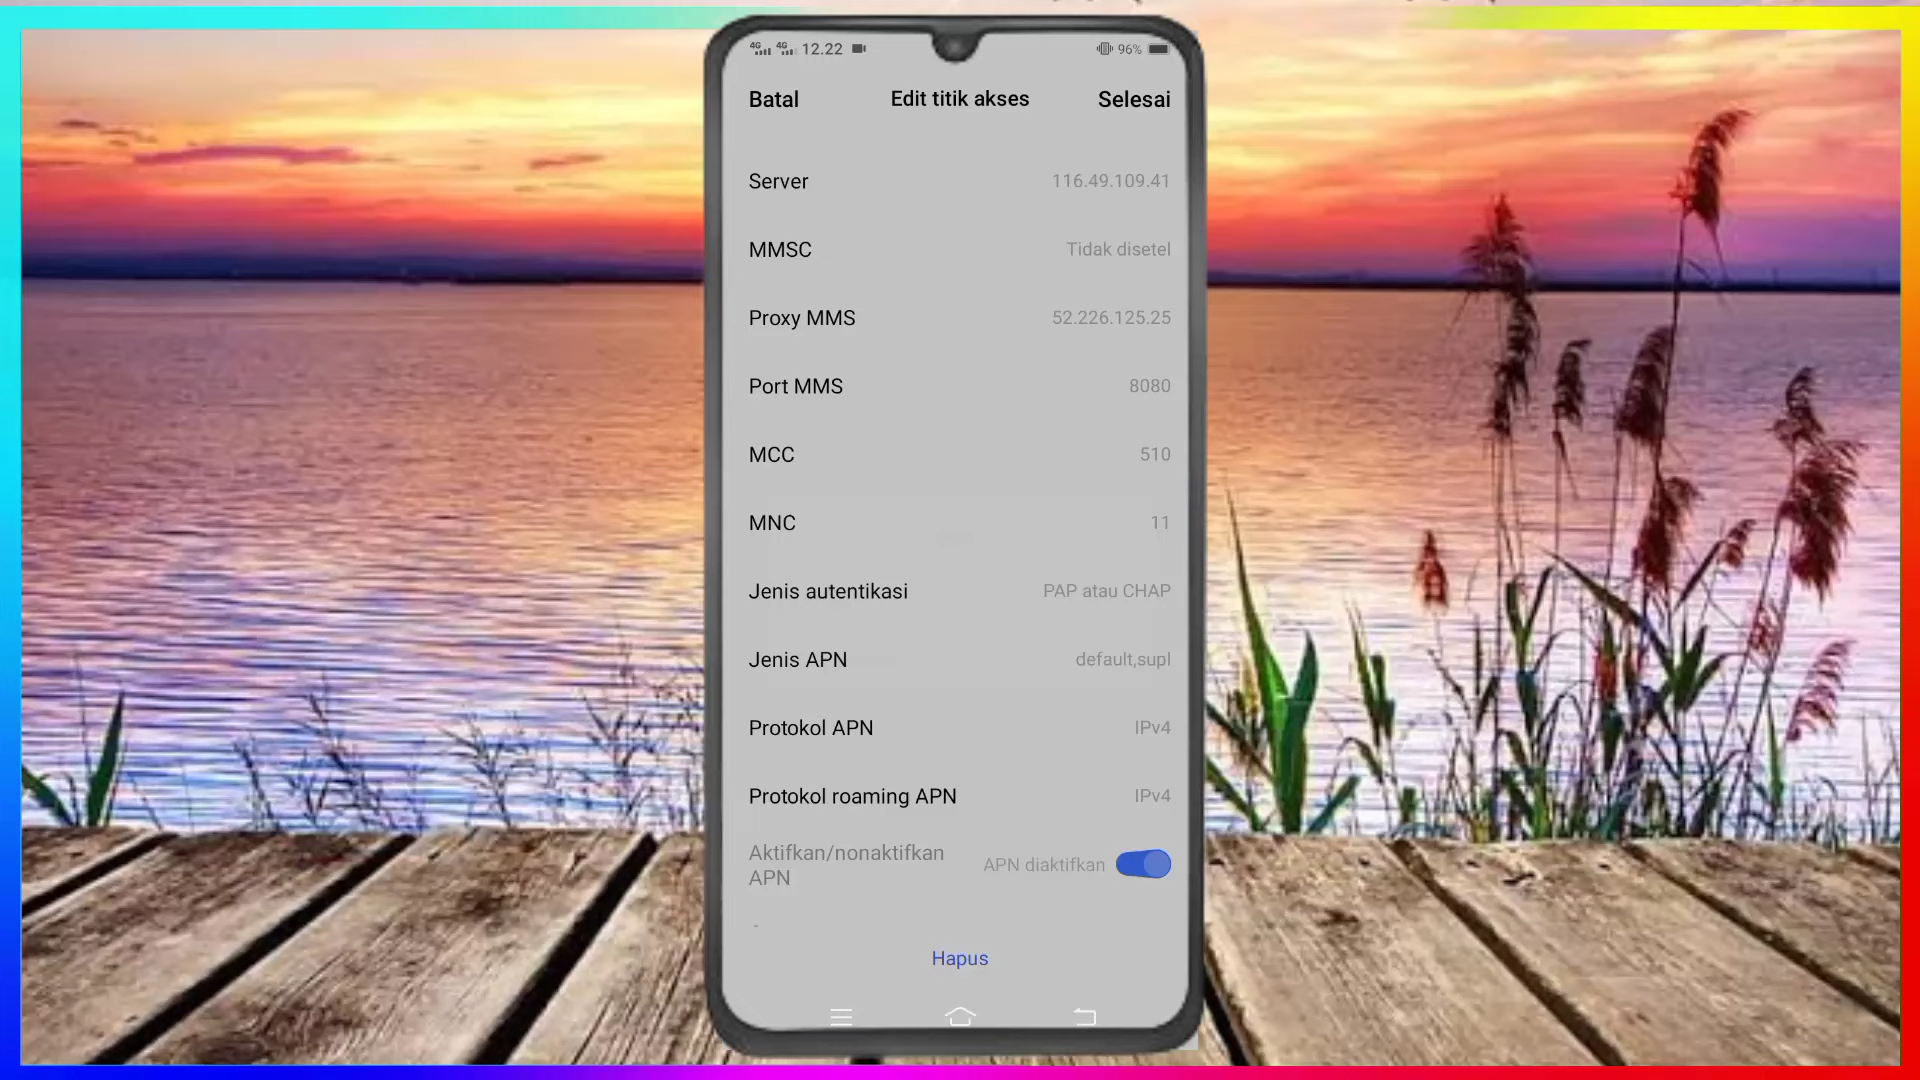 4G 4G 12.22 96%
Batal Edit titik akses Selesai
Server 116.49.109.41
MMSC Tidak disetel
Proxy MMS 52.226.125.25
Port MMS 8080
MCC 510
MNC 11
Jenis autentikasi PAP atau CHAP
Jenis APN default,supl
Protokol APN IPv4
Protokol roaming APN IPv4
Aktifkan/nonaktifkan APN diaktifkan
APN
Hapus